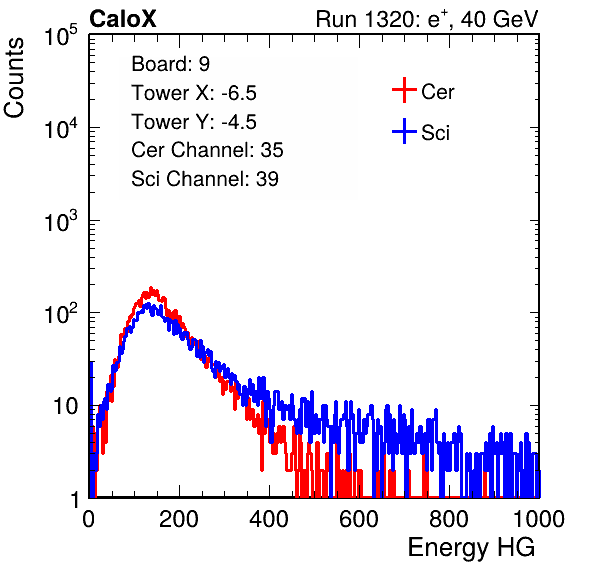 CaloX Run 1320: e+, 40 GeV
Counts
10^5
10^4
10^3
10^2
10
1
Board: 9
Tower X: -6.5
Tower Y: -4.5
Cer Channel: 35
Sci Channel: 39
Cer
Sci
0 200 400 600 800 1000
Energy HG